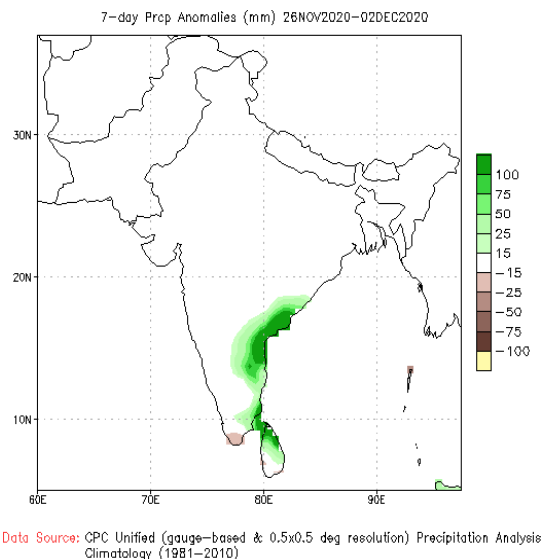 7-day Prcp Anomalies (mm) 26NOV2020-02DEC2020
30N
20N
10N
60E 70E 80E 90E
100
75
50
25
15
-15
-25
-50
-75
-100
Data Source: CPC Unified (gauge-based & 0.5x0.5 deg resolution) Precipitation Analysis
Climatology (1981-2010)